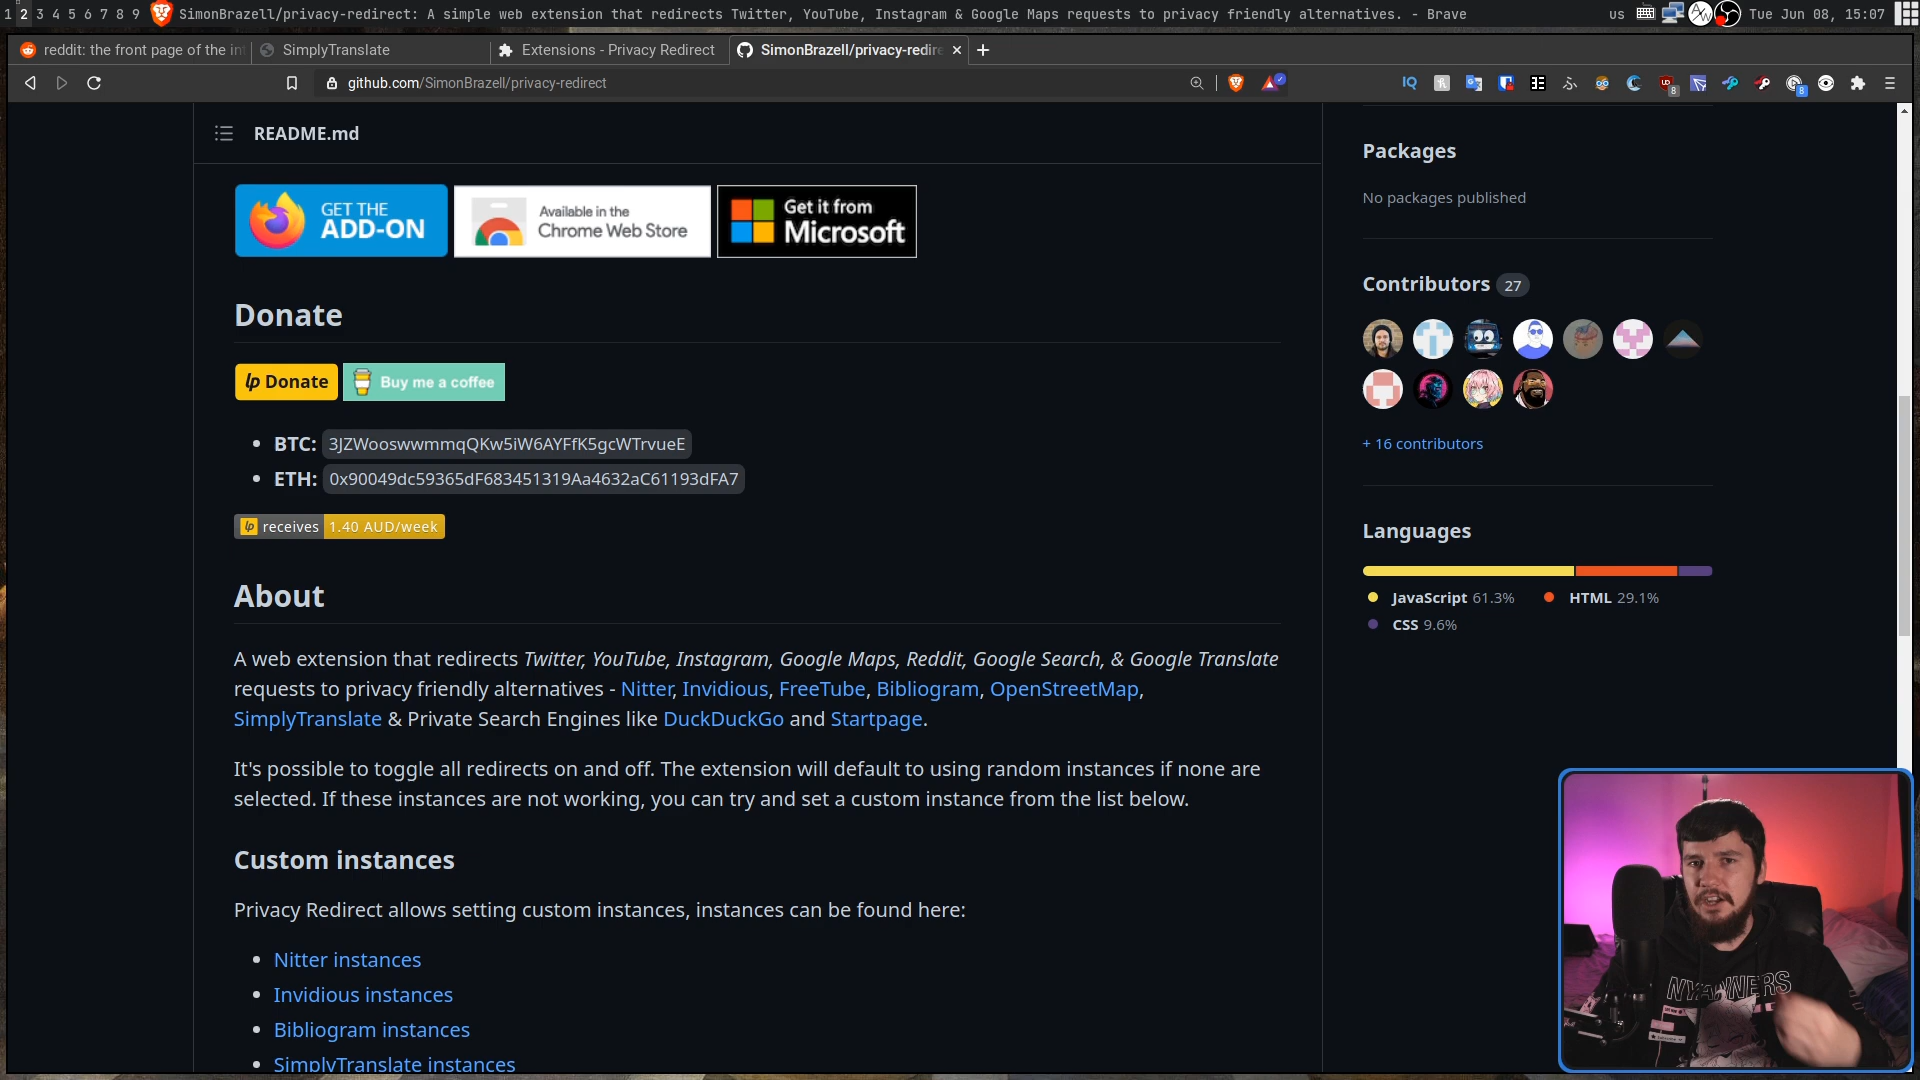 1 2 3 4 5 6 7 8 9 SimonBrazell/privacy-redirect: A simple web extension that redirects Twitter, YouTube, Instagram & Google Maps requests to privacy friendly alternatives. - Brave us Tue Jun 08, 15:07
reddit: the front page of the in SimplyTranslate Extensions - Privacy Redirect SimonBrazell/privacy-redire
github.com/SimonBrazell/privacy-redirect
README.md
GET THE
ADD-ON
Available in the
Chrome Web Store
Get it from
Microsoft
Donate
lp Donate Buy me a coffee
BTC: 3JZWooswwmmqQKw5iW6AYFfK5gcWTrvueE
ETH: 0x90049dc59365dF683451319Aa4632aC61193dFA7
lp receives 1.40 AUD/week
About
A web extension that redirects Twitter, YouTube, Instagram, Google Maps, Reddit, Google Search, & Google Translate
requests to privacy friendly alternatives - Nitter, Invidious, FreeTube, Bibliogram, OpenStreetMap,
SimplyTranslate & Private Search Engines like DuckDuckGo and Startpage.
It's possible to toggle all redirects on and off. The extension will default to using random instances if none are
selected. If these instances are not working, you can try and set a custom instance from the list below.
Custom instances
Privacy Redirect allows setting custom instances, instances can be found here:
Nitter instances
Invidious instances
Bibliogram instances
SimplyTranslate instances
Packages
No packages published
Contributors 27
+ 16 contributors
Languages
JavaScript 61.3% HTML 29.1%
CSS 9.6%